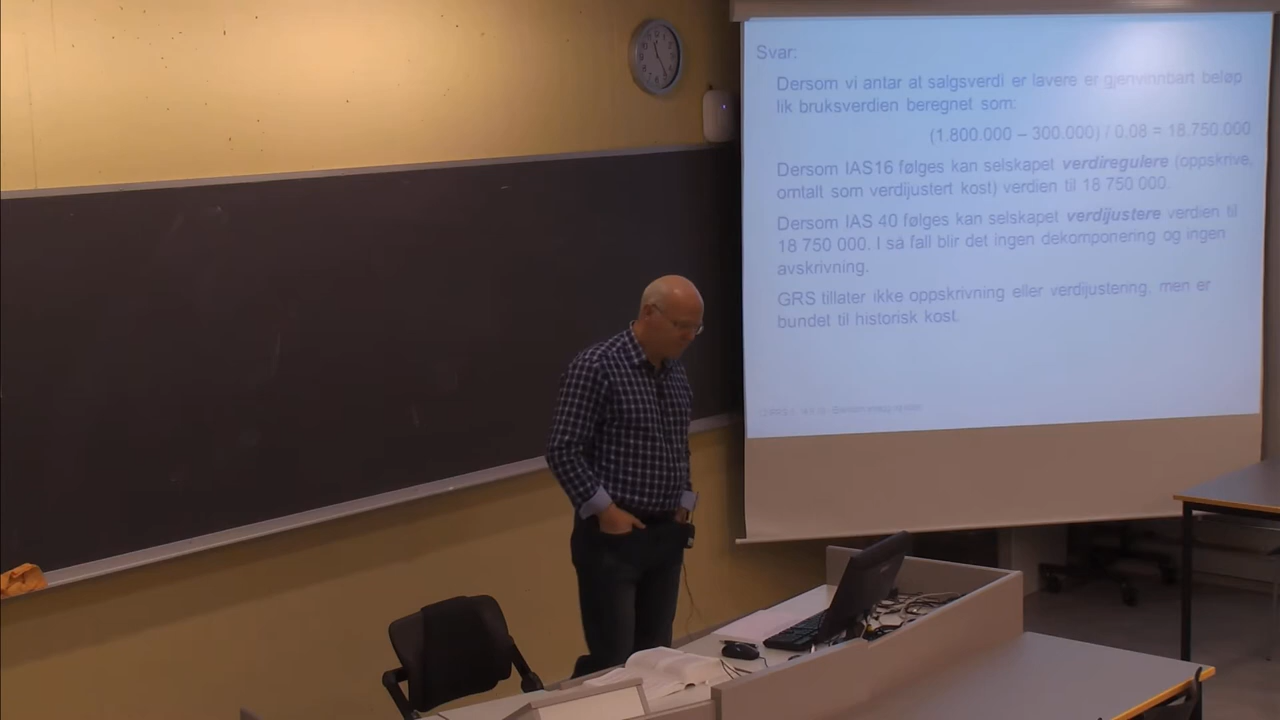 Svar:
Dersom vi antar at salgsverdi er lavere er gjenvinnbart beløp
lik bruksverdien beregnet som:
(1.800.000 – 300.000) / 0.08 = 18.750.000
Dersom IAS16 følges kan selskapet verdiregulere (oppskrive,
omtalt som verdijustert kost) verdien til 18 750 000.
Dersom IAS 40 følges kan selskapet verdijustere verdien til
18 750 000. I så fall blir det ingen dekomponering og ingen
avskrivning.
GRS tillater ikke oppskrivning eller verdijustering, men er
bundet til historisk kost.